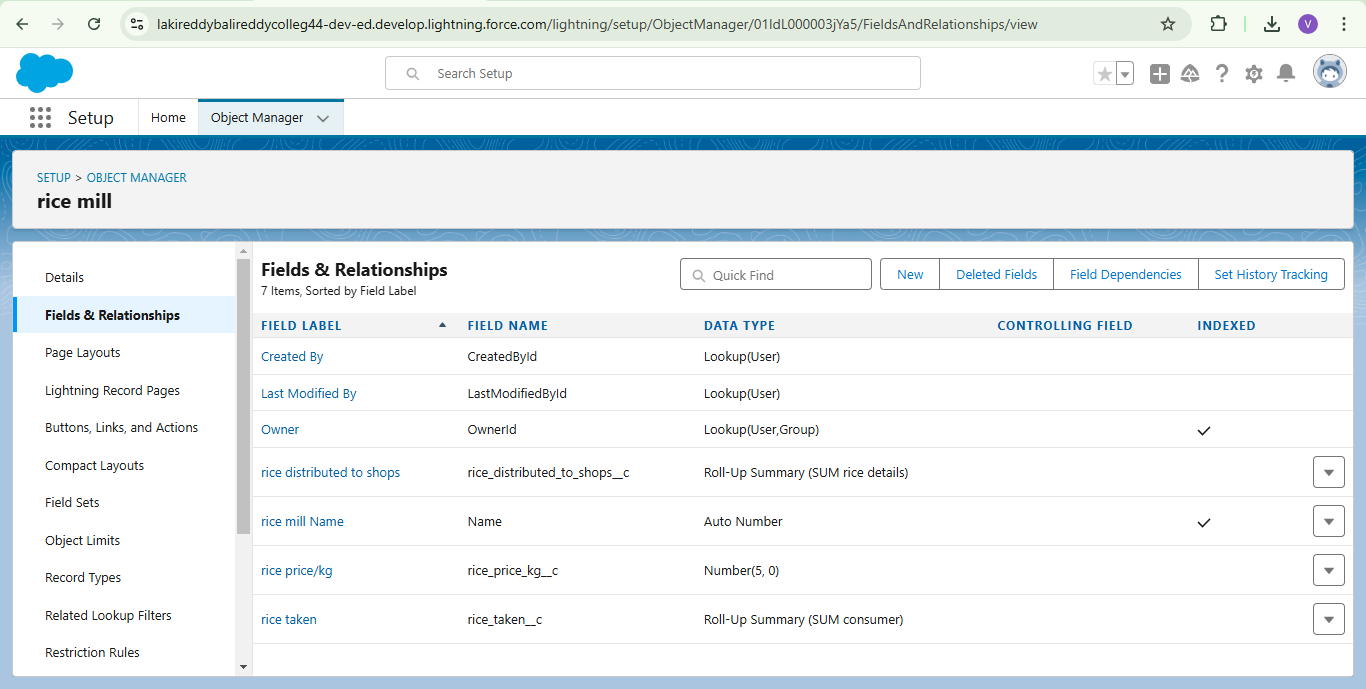 lakireddybalireddycolleg44-dev-ed.develop.lightning.force.com/lightning/setup/ObjectManager/01IdL000003jYa5/FieldsAndRelationships/view
V
Search Setup
Setup
Home
Object Manager
SETUP > OBJECT MANAGER
rice mill
Details
Fields & Relationships
Page Layouts
Lightning Record Pages
Buttons, Links, and Actions
Compact Layouts
Field Sets
Object Limits
Record Types
Related Lookup Filters
Restriction Rules
Fields & Relationships
7 Items, Sorted by Field Label
Quick Find
New
Deleted Fields
Field Dependencies
Set History Tracking
FIELD LABEL FIELD NAME DATA TYPE CONTROLLING FIELD INDEXED
Created By CreatedById Lookup(User)
Last Modified By LastModifiedById Lookup(User)
Owner OwnerId Lookup(User,Group)
rice distributed to shops rice_distributed_to_shops__c Roll-Up Summary (SUM rice details)
rice mill Name Name Auto Number
rice price/kg rice_price_kg__c Number(5, 0)
rice taken rice_taken__c Roll-Up Summary (SUM consumer)